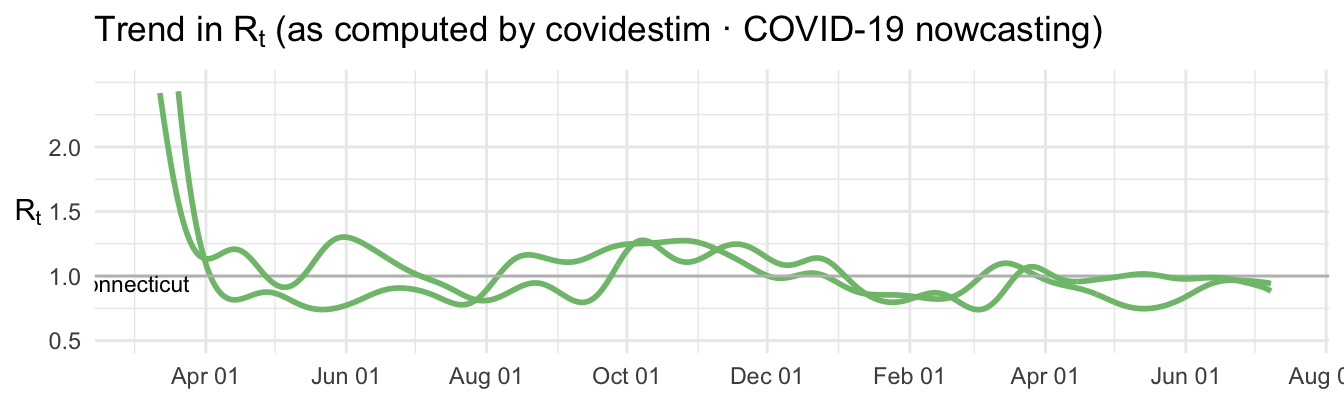 Trend in Rt (as computed by covidestim · COVID-19 nowcasting)
2.0
Rt 1.5
1.0
onnecticut
0.5
Apr 01 Jun 01 Aug 01 Oct 01 Dec 01 Feb 01 Apr 01 Jun 01 Aug 0